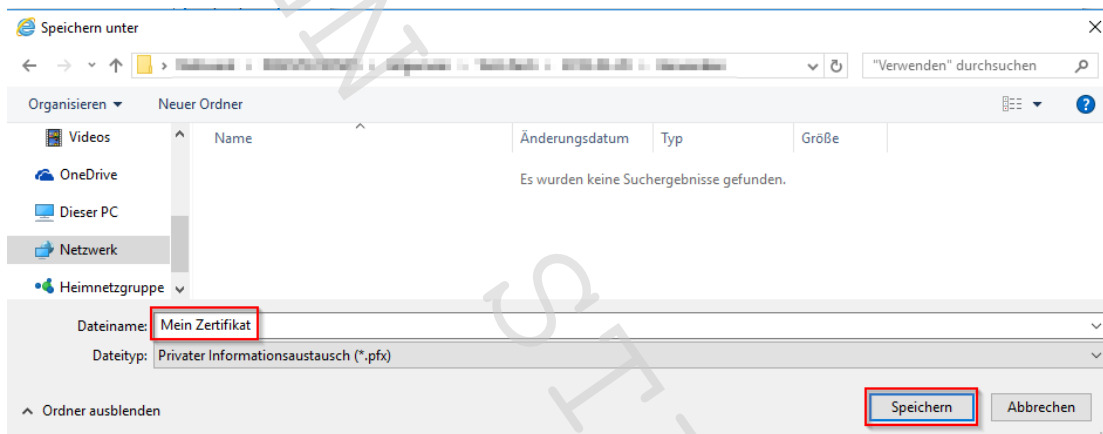 Speichern unter
"Verwenden" durchsuchen
Organisieren
Neuer Ordner
Videos
Name
Änderungsdatum
Typ
Größe
OneDrive
Es wurden keine Suchergebnisse gefunden.
Dieser PC
Netzwerk
Heimnetzgruppe
Dateiname: Mein Zertifikat
Dateityp: Privater Informationsaustausch (*.pfx)
Ordner ausblenden
Speichern
Abbrechen